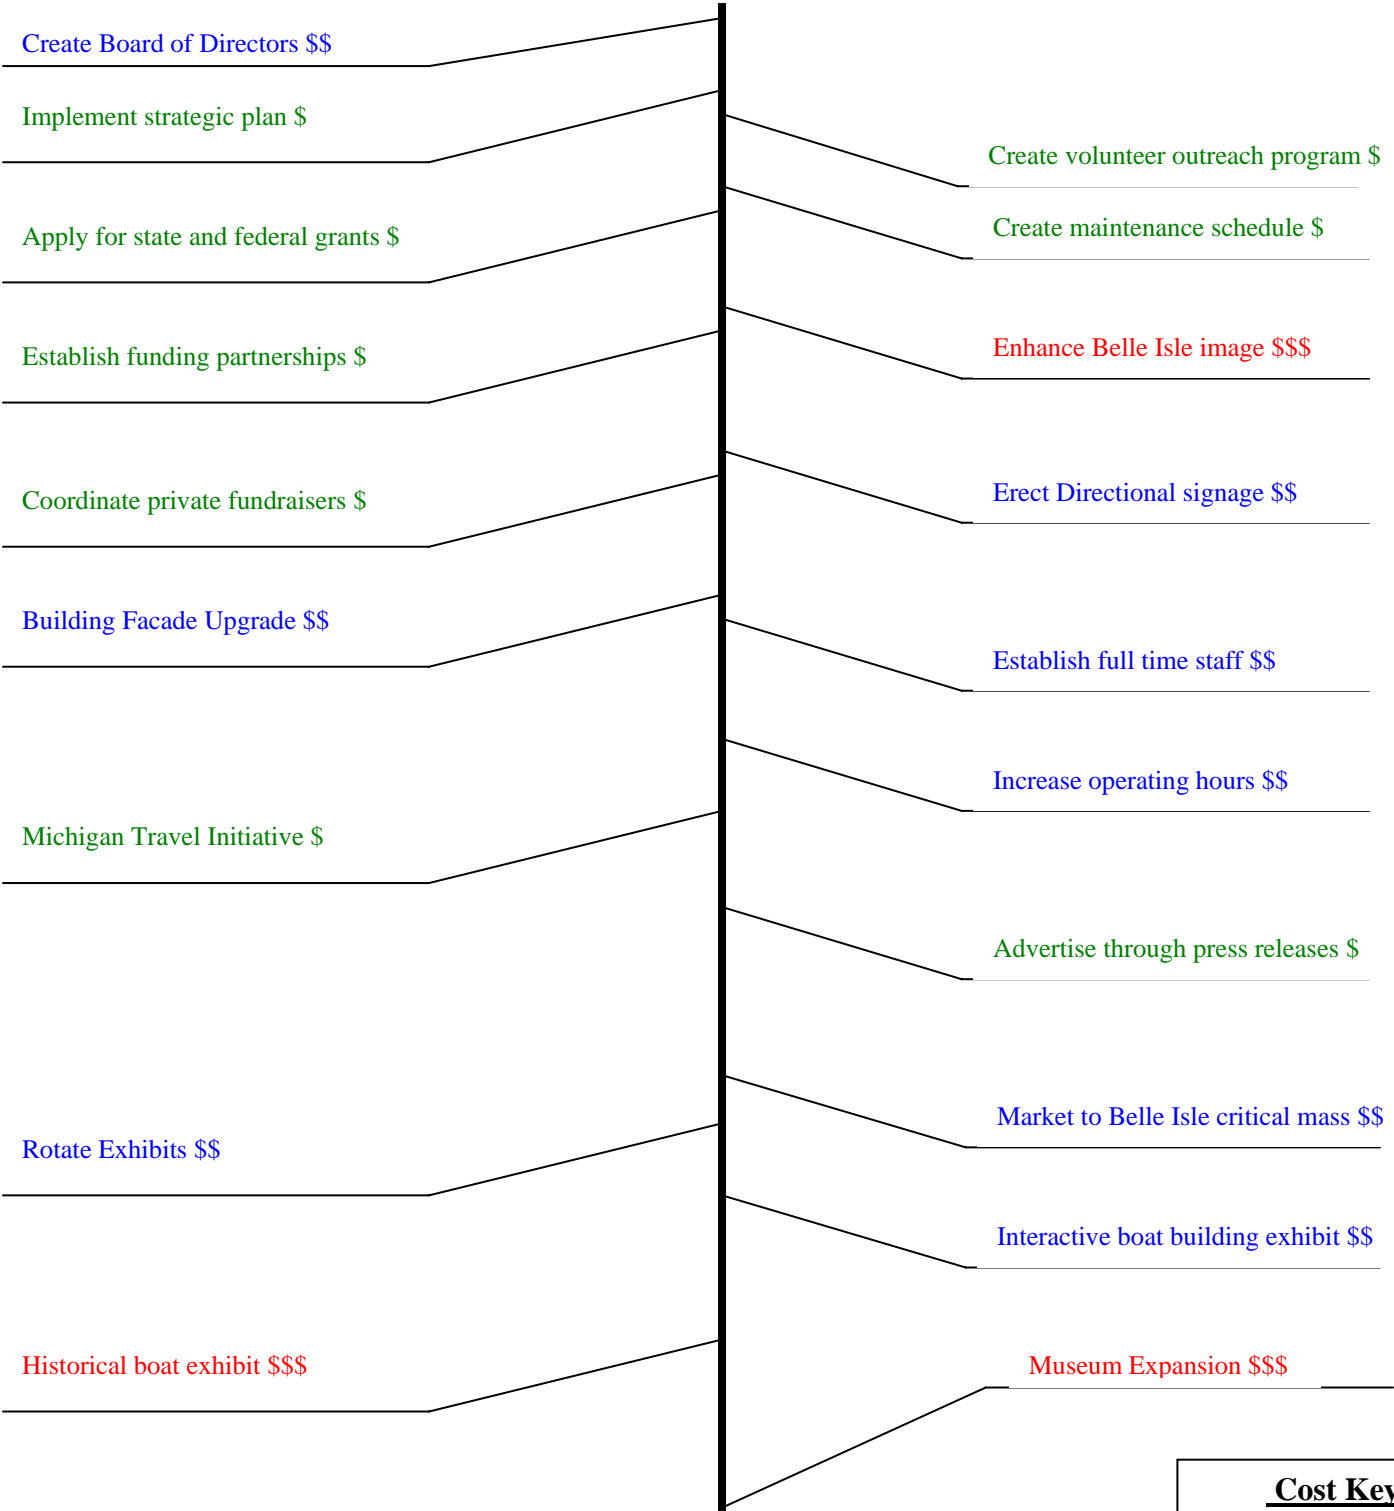 Create Board of Directors $$
Implement strategic plan $
Create volunteer outreach program $
Apply for state and federal grants $
Create maintenance schedule $
Establish funding partnerships $
Enhance Belle Isle image $$$
Coordinate private fundraisers $
Erect Directional signage $$
Building Facade Upgrade $$
Establish full time staff $$
Increase operating hours $$
Michigan Travel Initiative $
Advertise through press releases $
Market to Belle Isle critical mass $$
Rotate Exhibits $$
Interactive boat building exhibit $$
Historical boat exhibit $$$
Museum Expansion $$$
Cost Key